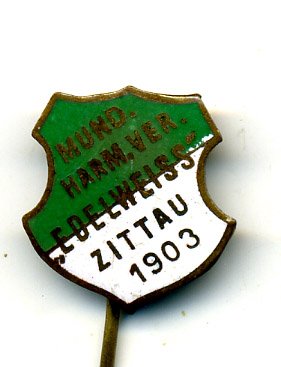 MUND.
HARM.VER.
„EDELWEISS“
ZITTAU
1903